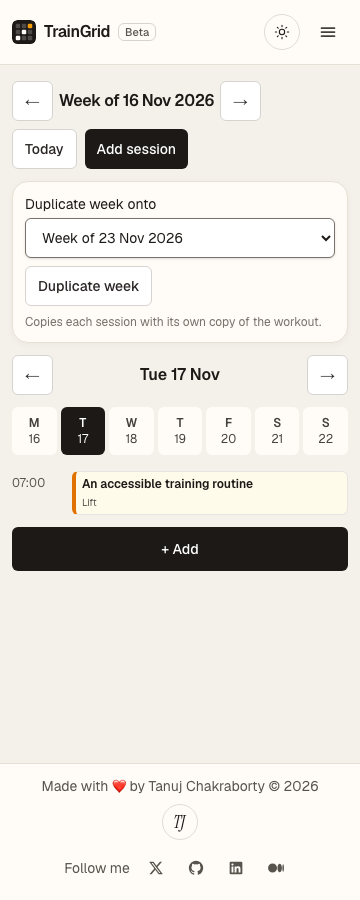 TrainGrid Beta
← Week of 16 Nov 2026 →
Today Add session
Duplicate week onto
Week of 23 Nov 2026
Duplicate week
Copies each session with its own copy of the workout.
← Tue 17 Nov →
M T W T F S S
16 17 18 19 20 21 22
07:00 An accessible training routine
Lift
+ Add
Made with ❤️ by Tanuj Chakraborty © 2026
TJ
Follow me